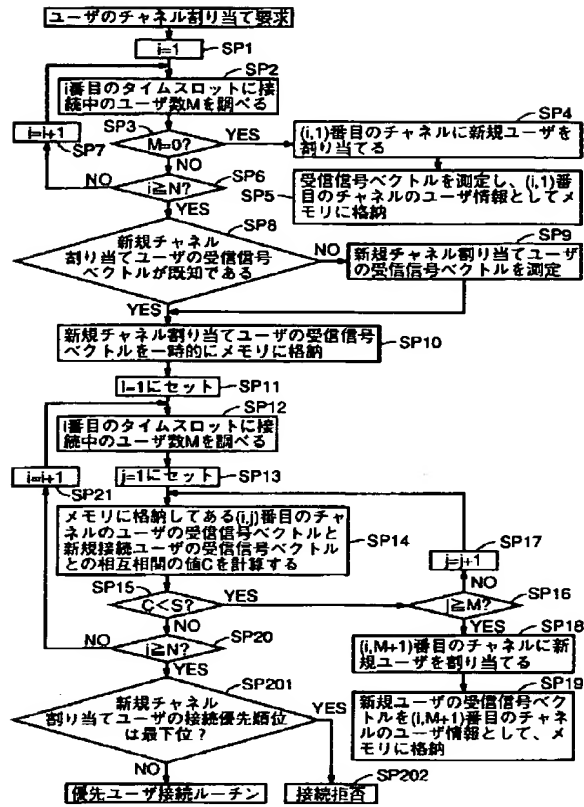 ユーザのチャネル割り当て要求
i=1
SP1
SP2
i番目のタイムスロットに接
続中のユーザ数Mを調べる
SP3
i=i+1
SP7
M=0?
YES
NO
SP4
(i,1)番目のチャネルに新規ユーザを
割り当てる
SP6
i≧N?
NO
YES
SP5
受信信号ベクトルを測定し、(i,1)
番目のチャネルのユーザ情報としてメ
モリに格納
SP8
新規チャネル
割り当てユーザの受信信号
ベクトルが既知である
NO
YES
SP9
新規チャネル割り当てユーザ
の受信信号ベクトルを測定
新規チャネル割り当てユーザの受信信号
ベクトルを一時的にメモリに格納
SP10
i=1にセット
SP11
SP12
i番目のタイムスロットに接
続中のユーザ数Mを調べる
i=i+1
SP21
j=1にセット
SP13
メモリに格納してある(i,j)番目のチャ
ネルのユーザの受信信号ベクトルと
新規接続ユーザの受信信号ベクトル
との相互相関の値Cを計算する
SP14
SP17
j=j+1
NO
SP15
C<S?
YES
NO
j≧M?
SP16
YES
SP20
i≧N?
NO
YES
SP18
(i,M+1)番目のチャネルに新
規ユーザを割り当てる
SP19
新規ユーザの受信信号ベク
トルを(i,M+1)番目のチャネ
ルのユーザ情報として、メ
モリに格納
SP201
新規チャネル
割り当てユーザの接続優先順位
は最下位?
YES
NO
SP202
優先ユーザ接続ルーチン
接続拒否